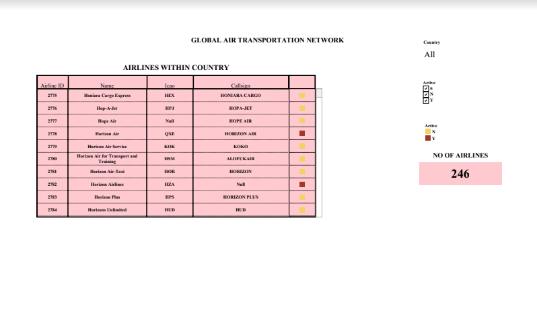 GLOBAL AIR TRANSPORTATION NETWORK
Country
All
AIRLINES WITHIN COUNTRY
Airline ID Name Icao Callsign
2775 Honiara Cargo Express HEX HONIARA CARGO
2776 Hop-A-Jet HPJ HOPA-JET
2777 Hope Air Null HOPE AIR
2778 Horizon Air QXE HORIZON AIR
2779 Horizon Air Service KOK KOKO
2780 Horizon Air for Transport and Training HSM ALOFUKAIR
2781 Horizon Air-Taxi HOR HORIZON
2782 Horizon Airlines HZA Null
2783 Horizon Plus HPS HORIZON PLUS
2784 Horizons Unlimited HUD HUD
Active
N
Y
Active
N
Y
NO OF AIRLINES
246